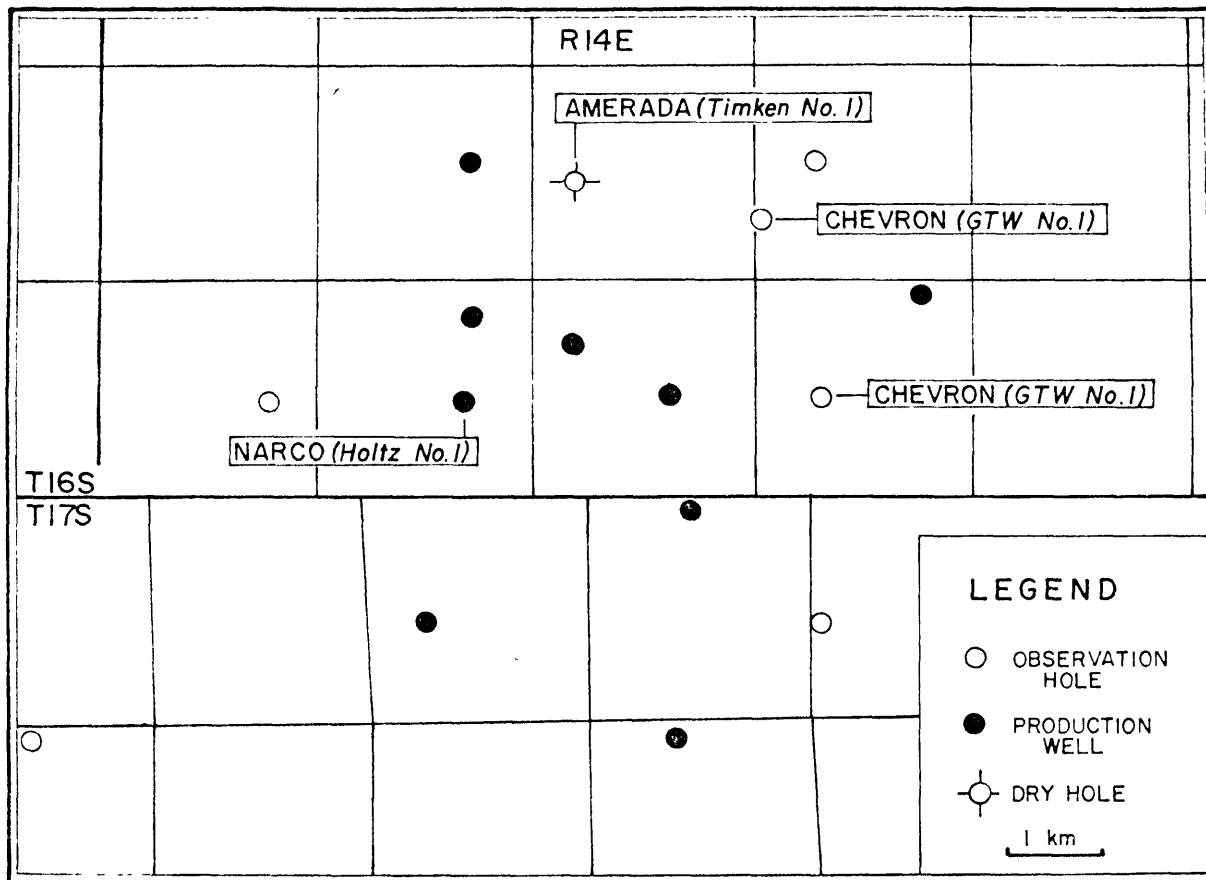 R14E
AMERADA (Timken No. 1)
CHEVRON (GTW No. 1)
CHEVRON (GTW No. 1)
NARCO (Holtz No. 1)
T16S
T17S
LEGEND
OBSERVATION
HOLE
PRODUCTION
WELL
DRY HOLE
1 km